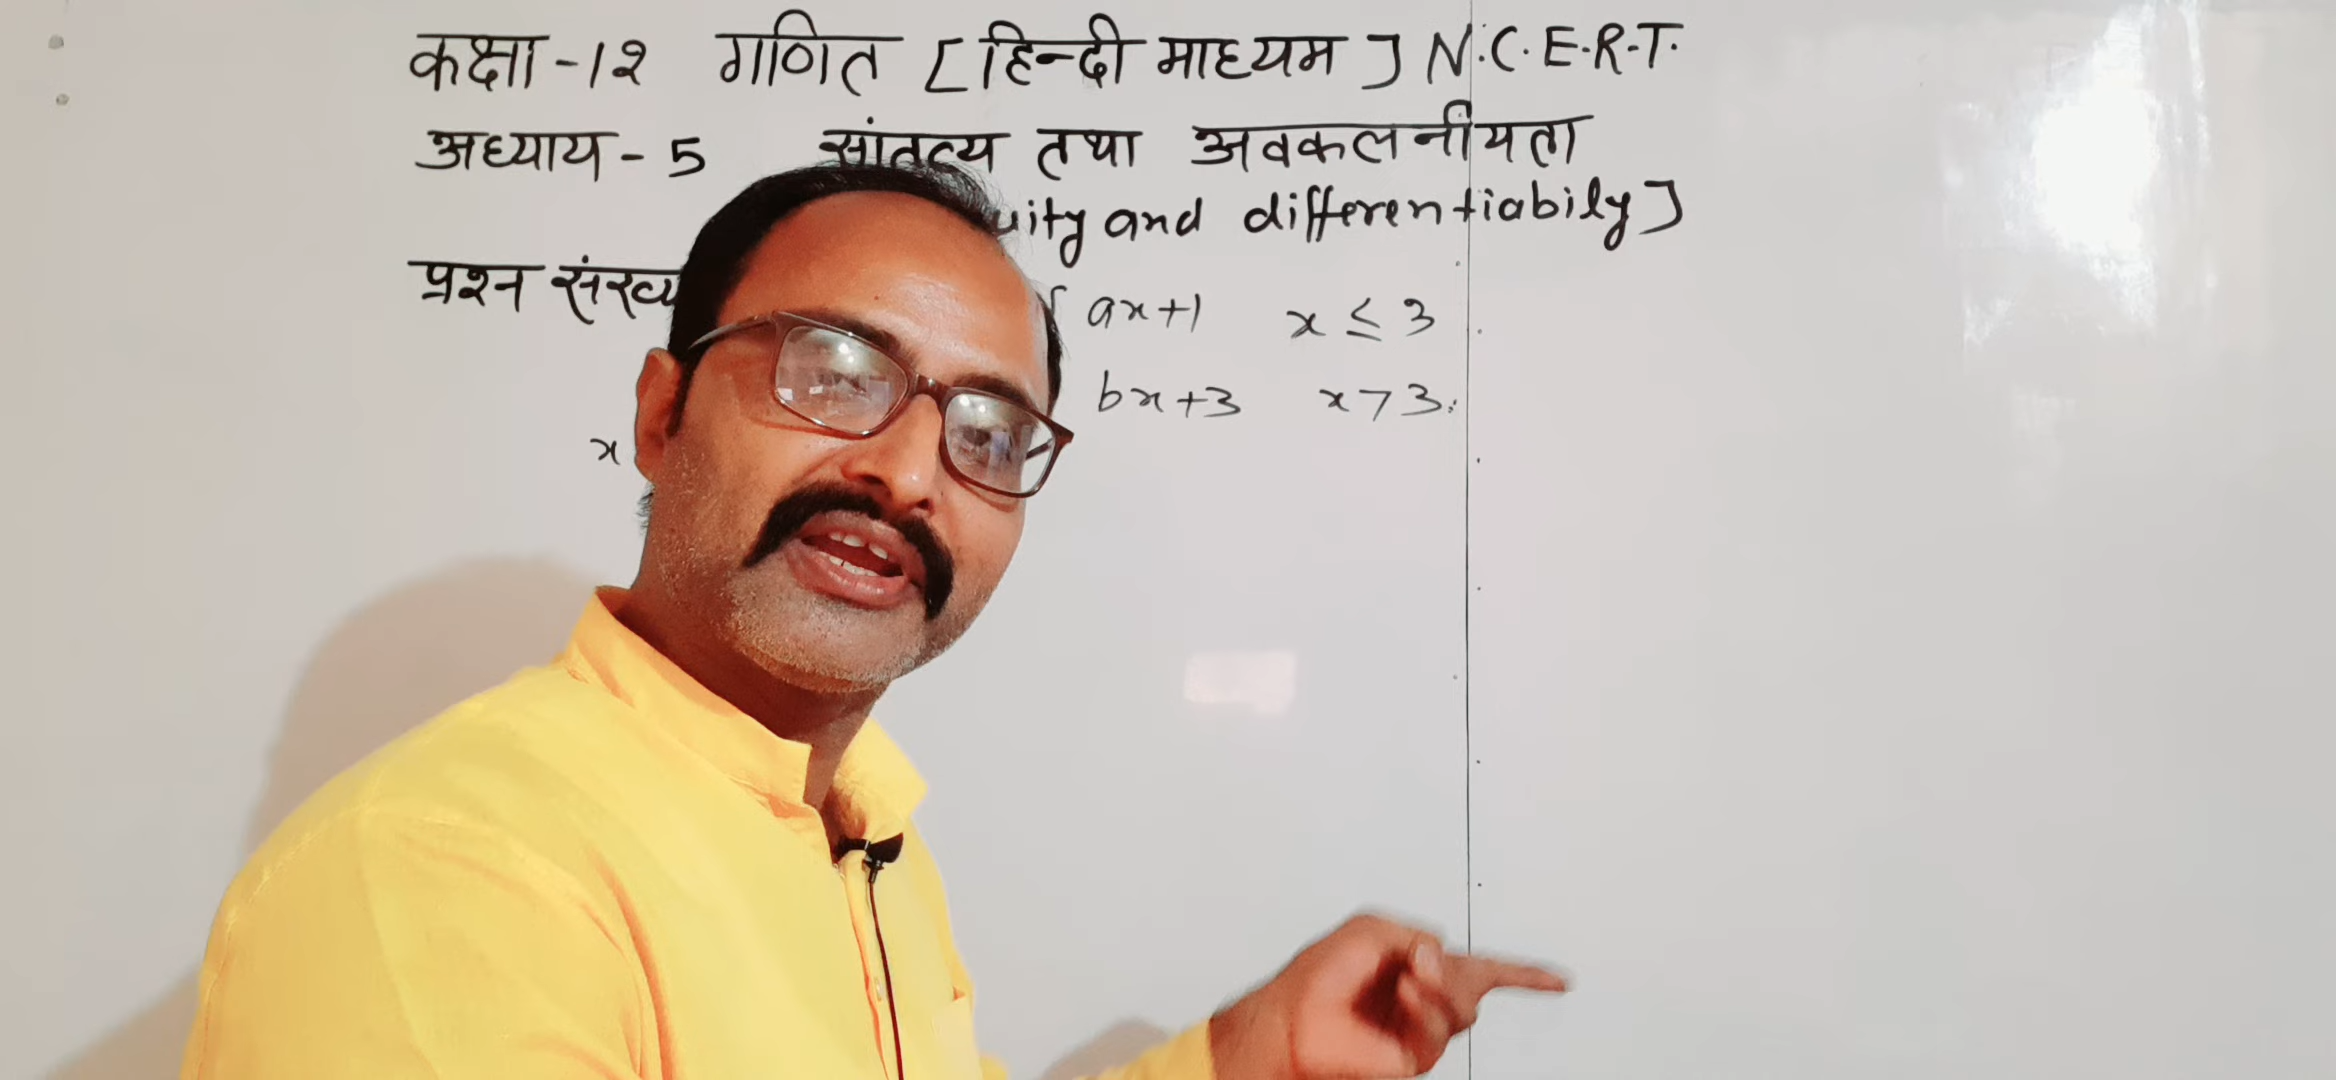 कक्षा -1२ गणित [हिन्दी माध्यम] N.C.E.R.T.
अध्याय - 5 सांतत्य तथा अवकलनीयता
uity and differentiabily]
प्रश्न संख्य
ax+1 x ≤ 3
bx+3 x > 3.
x